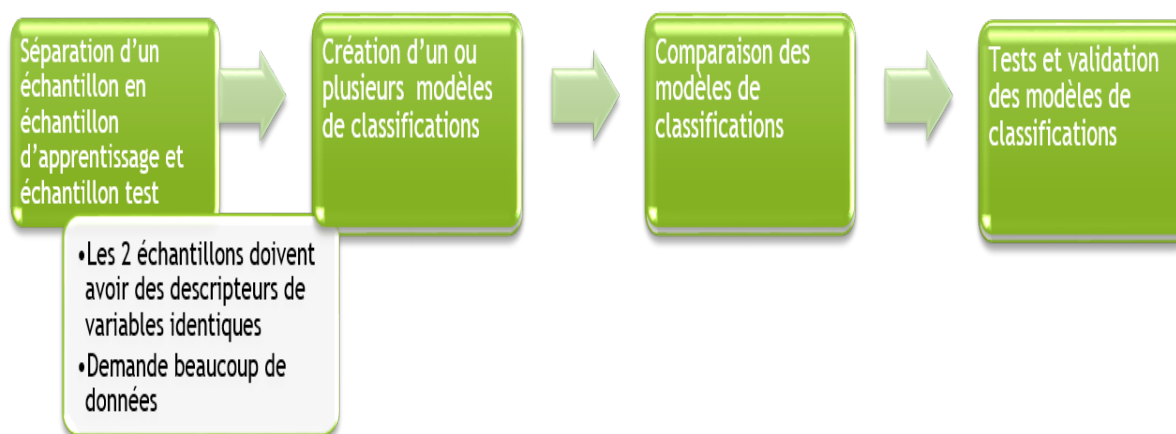 Séparation d'un
échantillon en
échantillon
d'apprentissage et
échantillon test
•Les 2 échantillons doivent
avoir des descripteurs de
variables identiques
•Demande beaucoup de
données
Création d'un ou
plusieurs modèles
de classifications
Comparaison des
modèles de
classifications
Tests et validation
des modèles de
classifications